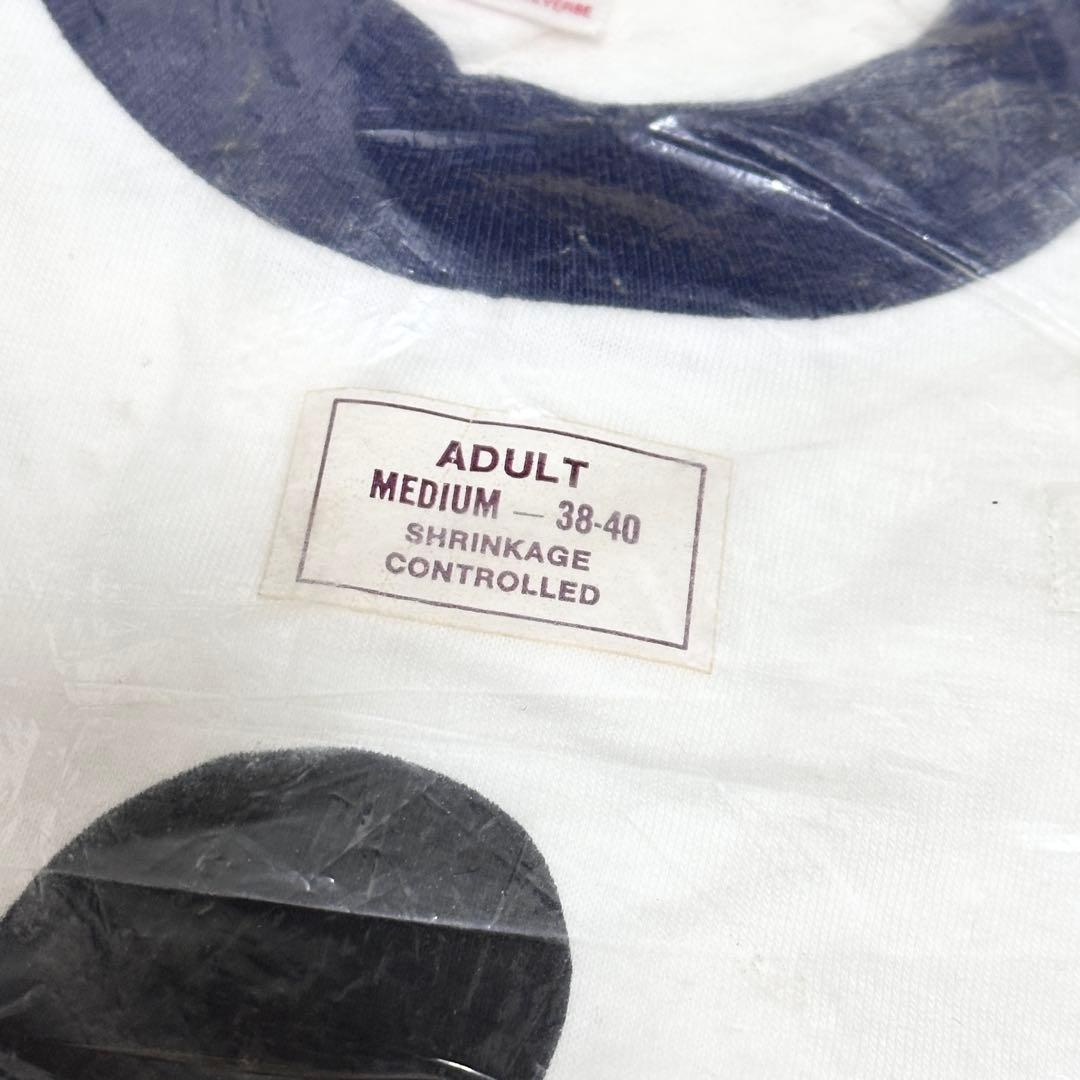 ADULT
MEDIUM — 38-40
SHRINKAGE
CONTROLLED